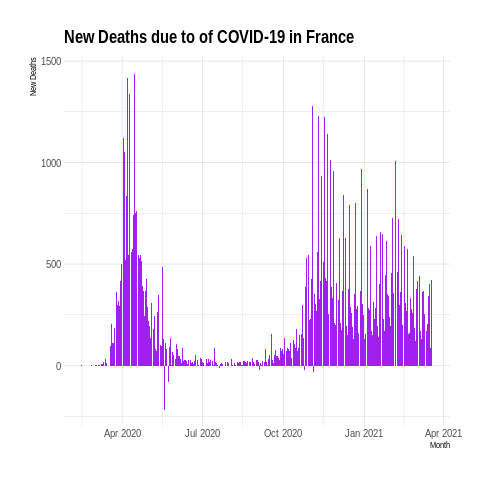 New Deaths due to of COVID-19 in France
New Deaths
1500
1000
500
0
Apr 2020
Jul 2020
Oct 2020
Jan 2021
Apr 2021
Month